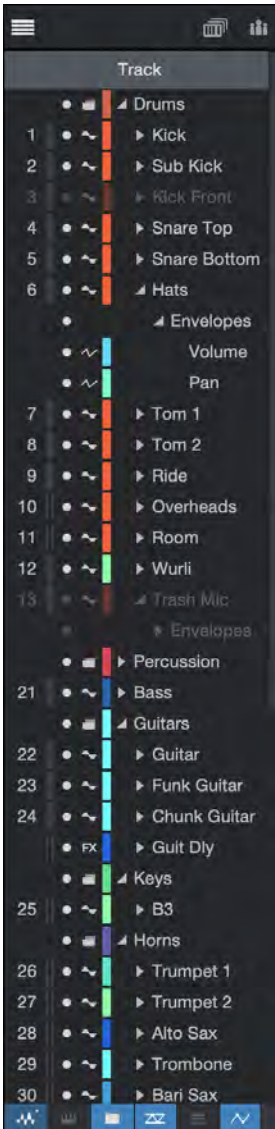 Track
Drums
1 Kick
2 Sub Kick
3 Kick Front
4 Snare Top
5 Snare Bottom
6 Hats
Envelopes
Volume
Pan
7 Tom 1
8 Tom 2
9 Ride
10 Overheads
11 Room
12 Wurli
13 Trash Mic
Envelopes
Percussion
21 Bass
Guitars
22 Guitar
23 Funk Guitar
24 Chunk Guitar
FX Guit Dly
Keys
25 B3
Horns
26 Trumpet 1
27 Trumpet 2
28 Alto Sax
29 Trombone
30 Bari Sax